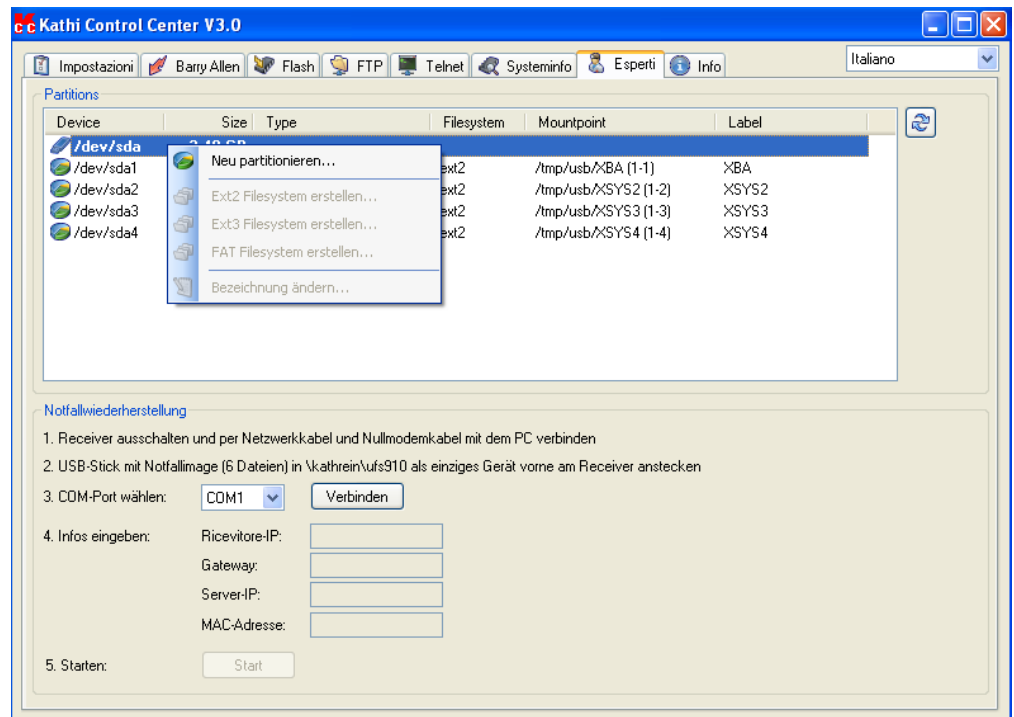 Kathi Control Center V3.0
Impostazioni Barry Allen Flash FTP Telnet Systeminfo Esperti Info Italiano
Partitions
Device Size Type Filesystem Mountpoint Label
/dev/sda
/dev/sda1 ext2 /tmp/usb/XBA (1-1) XBA
/dev/sda2 ext2 /tmp/usb/XSYS2 (1-2) XSYS2
/dev/sda3 ext2 /tmp/usb/XSYS3 (1-3) XSYS3
/dev/sda4 ext2 /tmp/usb/XSYS4 (1-4) XSYS4
Neu partitionieren...
Ext2 Filesystem erstellen...
Ext3 Filesystem erstellen...
FAT Filesystem erstellen...
Bezeichnung ändern...
Notfallwiederherstellung
1. Receiver ausschalten und per Netzwerkkabel und Nullmodemkabel mit dem PC verbinden
2. USB-Stick mit Notfallimage (6 Dateien) in \kathrein\ufs910 als einziges Gerät vorne am Receiver anstecken
3. COM-Port wählen: COM1 Verbinden
4. Infos eingeben: Ricevitore-IP:
Gateway:
Server-IP:
MAC-Adresse:
5. Starten: Start